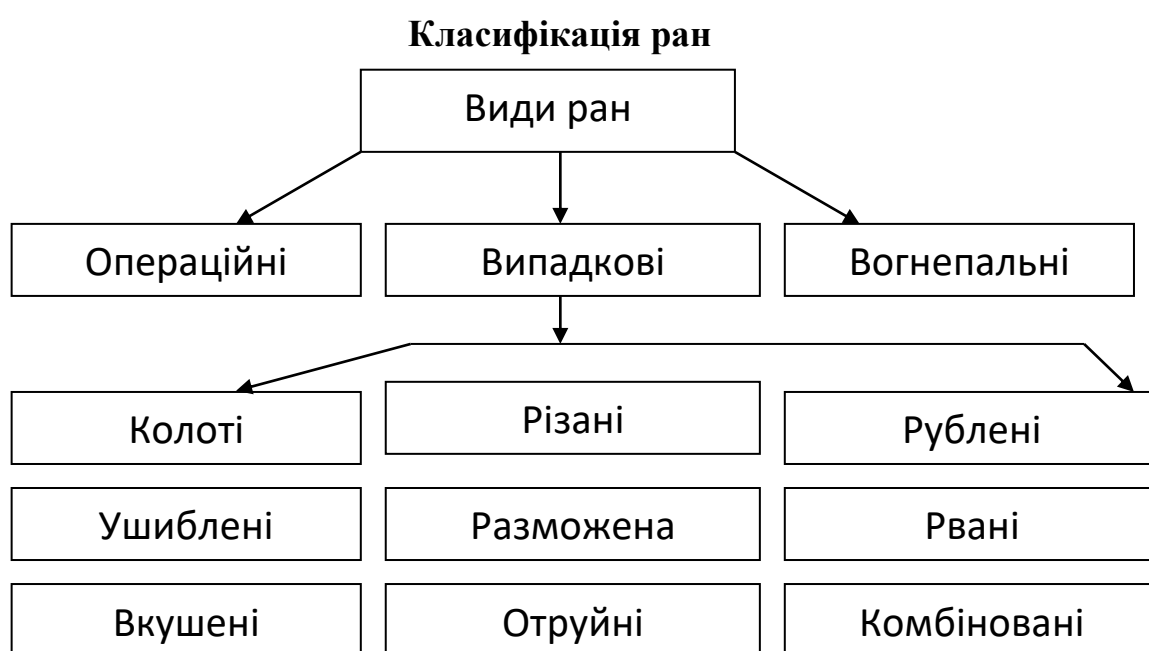 Класифікація ран
Види ран
Операційні Випадкові Вогнепальні
Колоті Різані Рублені
Ушиблені Разможена Рвані
Вкушені Отруйні Комбіновані